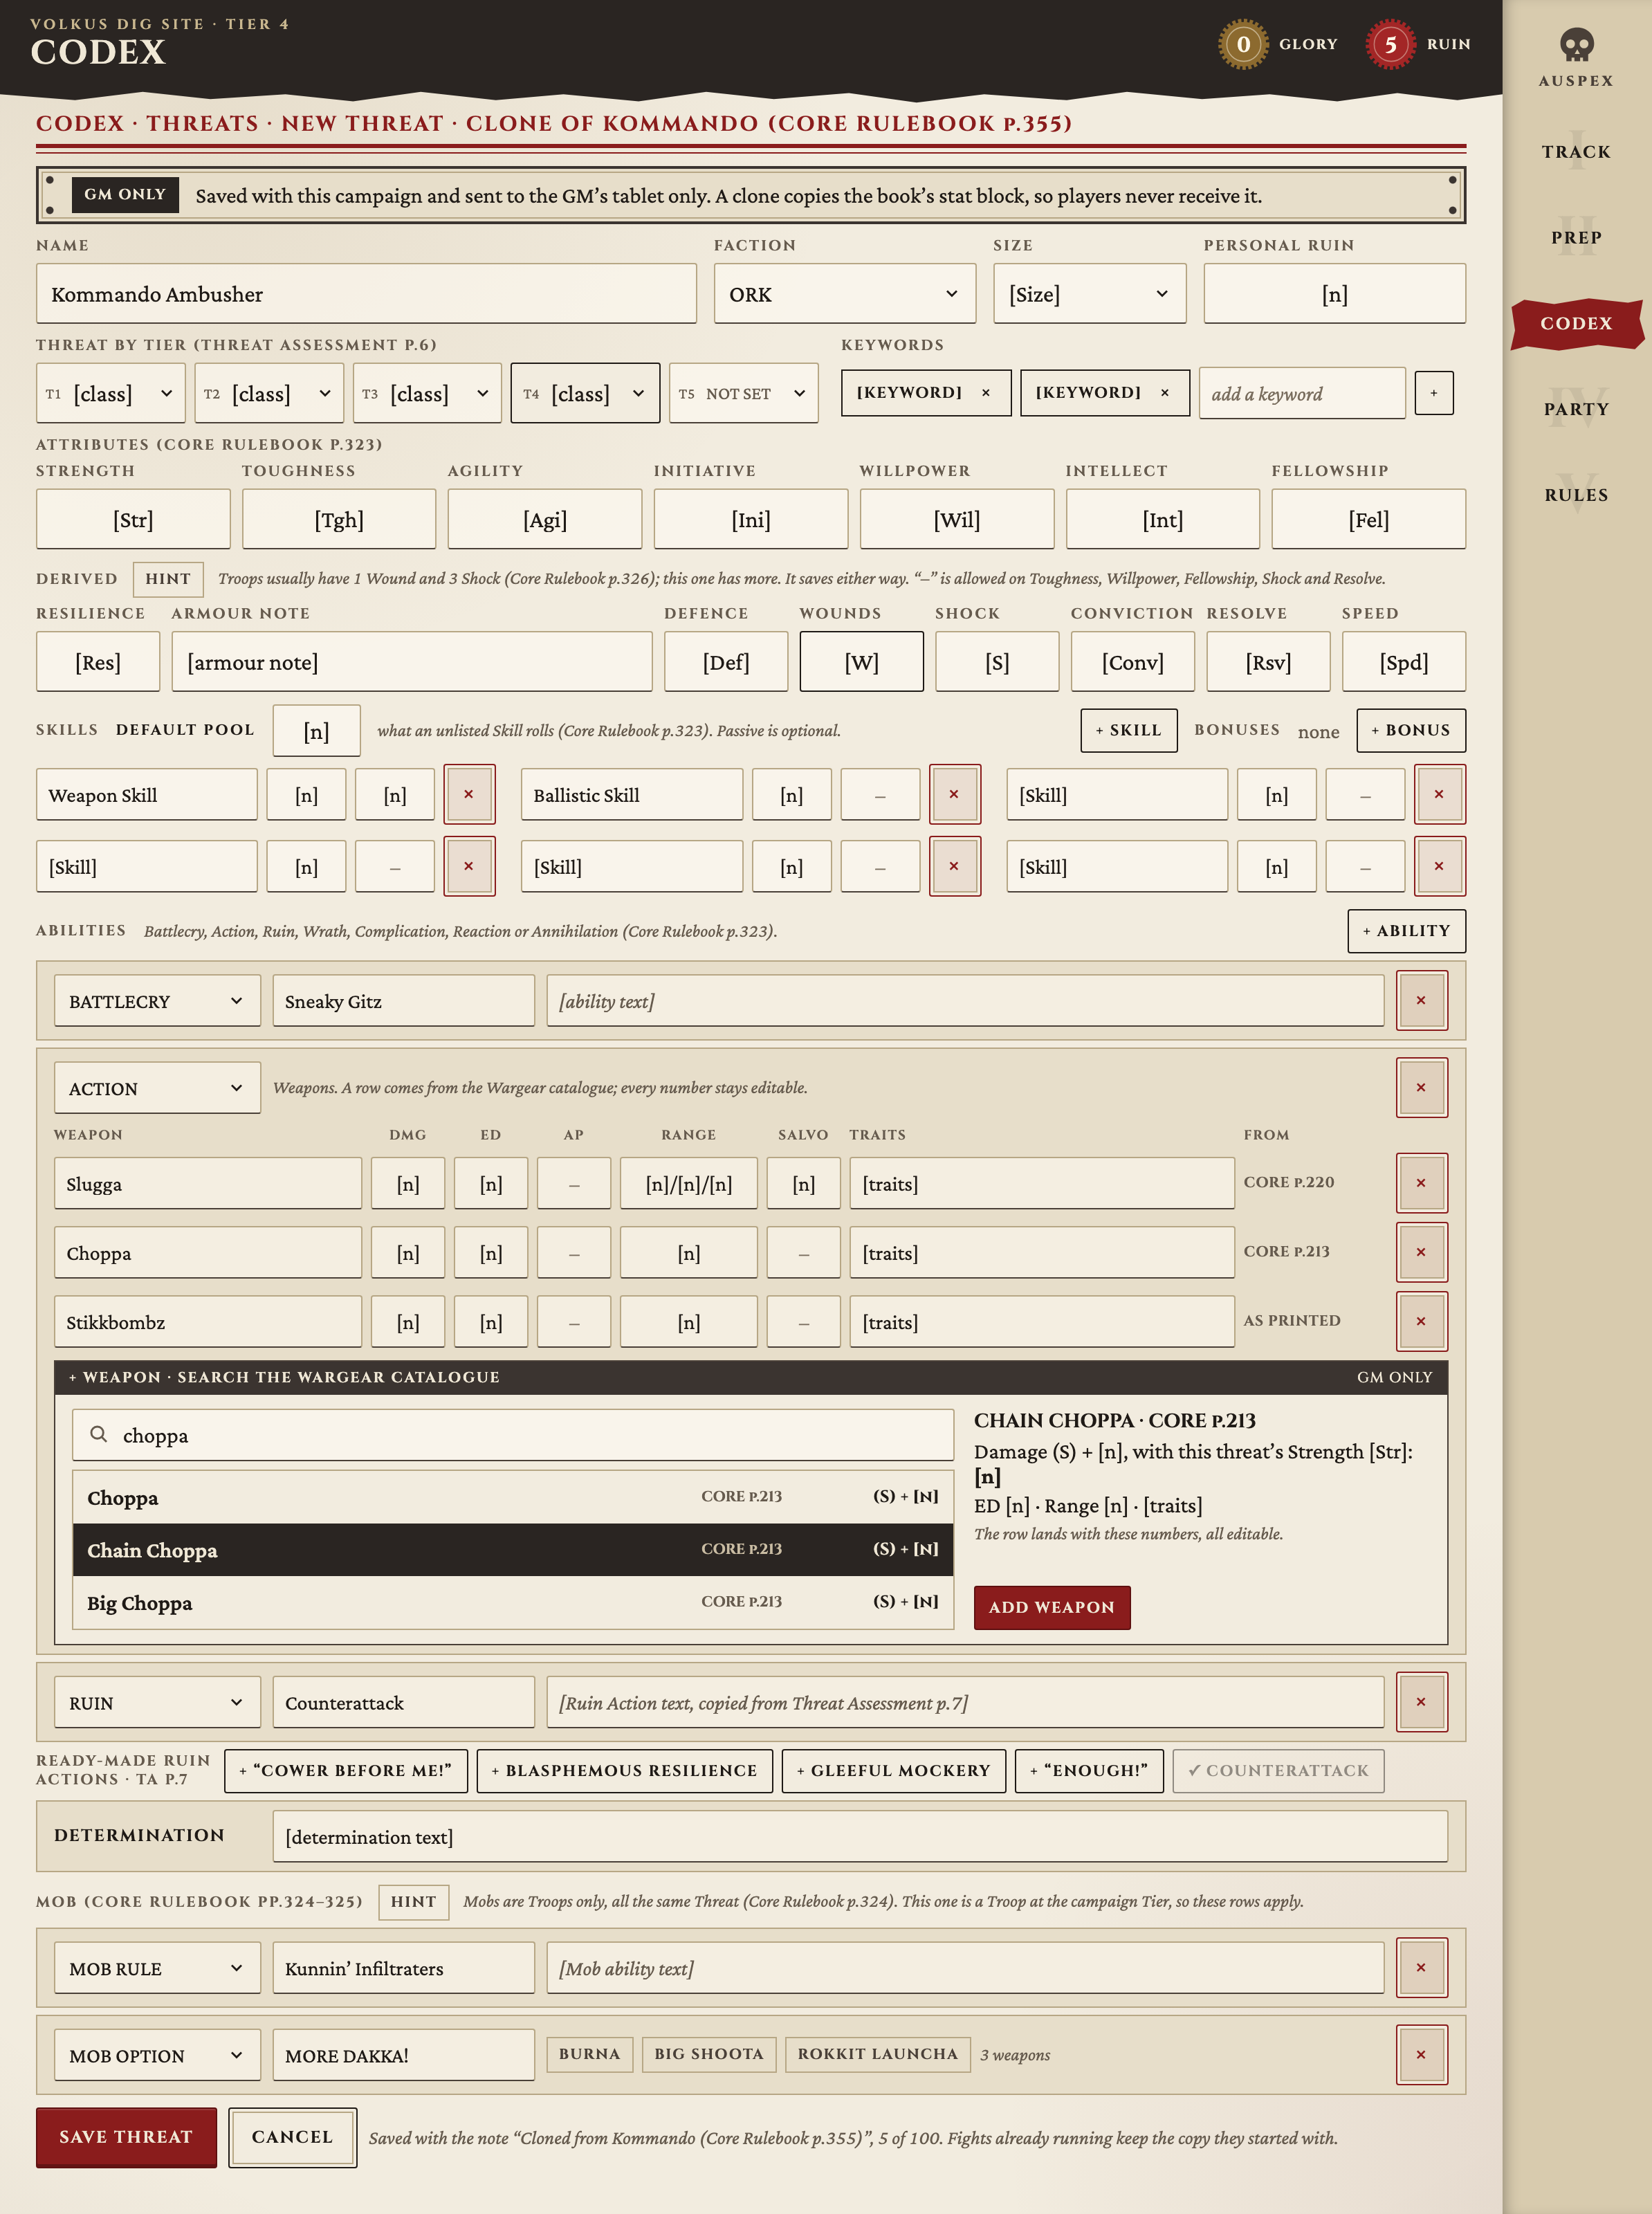 VOLKUS DIG SITE · TIER 4
CODEX
0 GLORY 5 RUIN
AUSPEX
I TRACK
II PREP
CODEX
IV PARTY
V RULES
CODEX · THREATS · NEW THREAT · CLONE OF KOMMANDO (CORE RULEBOOK P.355)
GM ONLY Saved with this campaign and sent to the GM’s tablet only. A clone copies the book’s stat block, so players never receive it.
NAME FACTION SIZE PERSONAL RUIN
Kommando Ambusher ORK [Size] [n]
THREAT BY TIER (THREAT ASSESSMENT P.6) KEYWORDS
T1 [class] T2 [class] T3 [class] T4 [class] T5 NOT SET [KEYWORD] × [KEYWORD] × add a keyword +
ATTRIBUTES (CORE RULEBOOK P.323)
STRENGTH TOUGHNESS AGILITY INITIATIVE WILLPOWER INTELLECT FELLOWSHIP
[Str] [Tgh] [Agi] [Ini] [Wil] [Int] [Fel]
DERIVED HINT Troops usually have 1 Wound and 3 Shock (Core Rulebook p.326); this one has more. It saves either way. “–” is allowed on Toughness, Willpower, Fellowship, Shock and Resolve.
RESILIENCE ARMOUR NOTE DEFENCE WOUNDS SHOCK CONVICTION RESOLVE SPEED
[Res] [armour note] [Def] [W] [S] [Conv] [Rsv] [Spd]
SKILLS DEFAULT POOL [n] what an unlisted Skill rolls (Core Rulebook p.323). Passive is optional. + SKILL BONUSES none + BONUS
Weapon Skill [n] [n] × Ballistic Skill [n] – × [Skill] [n] – ×
[Skill] [n] – × [Skill] [n] – × [Skill] [n] – ×
ABILITIES Battlecry, Action, Ruin, Wrath, Complication, Reaction or Annihilation (Core Rulebook p.323). + ABILITY
BATTLECRY Sneaky Gitz [ability text] ×
ACTION Weapons. A row comes from the Wargear catalogue; every number stays editable. ×
WEAPON DMG ED AP RANGE SALVO TRAITS FROM
Slugga [n] [n] – [n]/[n]/[n] [n] [traits] CORE P.220 ×
Choppa [n] [n] – [n] – [traits] CORE P.213 ×
Stikkbombz [n] [n] – [n] – [traits] AS PRINTED ×
+ WEAPON · SEARCH THE WARGEAR CATALOGUE GM ONLY
choppa
Choppa CORE P.213 (S) + [N]
Chain Choppa CORE P.213 (S) + [N]
Big Choppa CORE P.213 (S) + [N]
CHAIN CHOPPA · CORE P.213
Damage (S) + [n], with this threat’s Strength [Str]:
[n]
ED [n] · Range [n] · [traits]
The row lands with these numbers, all editable.
ADD WEAPON
RUIN Counterattack [Ruin Action text, copied from Threat Assessment p.7] ×
READY-MADE RUIN
ACTIONS · TA P.7
+ “COWER BEFORE ME!” + BLASPHEMOUS RESILIENCE + GLEEFUL MOCKERY + “ENOUGH!” ✓ COUNTERATTACK
DETERMINATION [determination text]
MOB (CORE RULEBOOK PP.324–325) HINT Mobs are Troops only, all the same Threat (Core Rulebook p.324). This one is a Troop at the campaign Tier, so these rows apply.
MOB RULE Kunnin’ Infiltraters [Mob ability text] ×
MOB OPTION MORE DAKKA! BURNA BIG SHOOTA ROKKIT LAUNCHA 3 weapons ×
SAVE THREAT CANCEL Saved with the note “Cloned from Kommando (Core Rulebook p.355)”, 5 of 100. Fights already running keep the copy they started with.